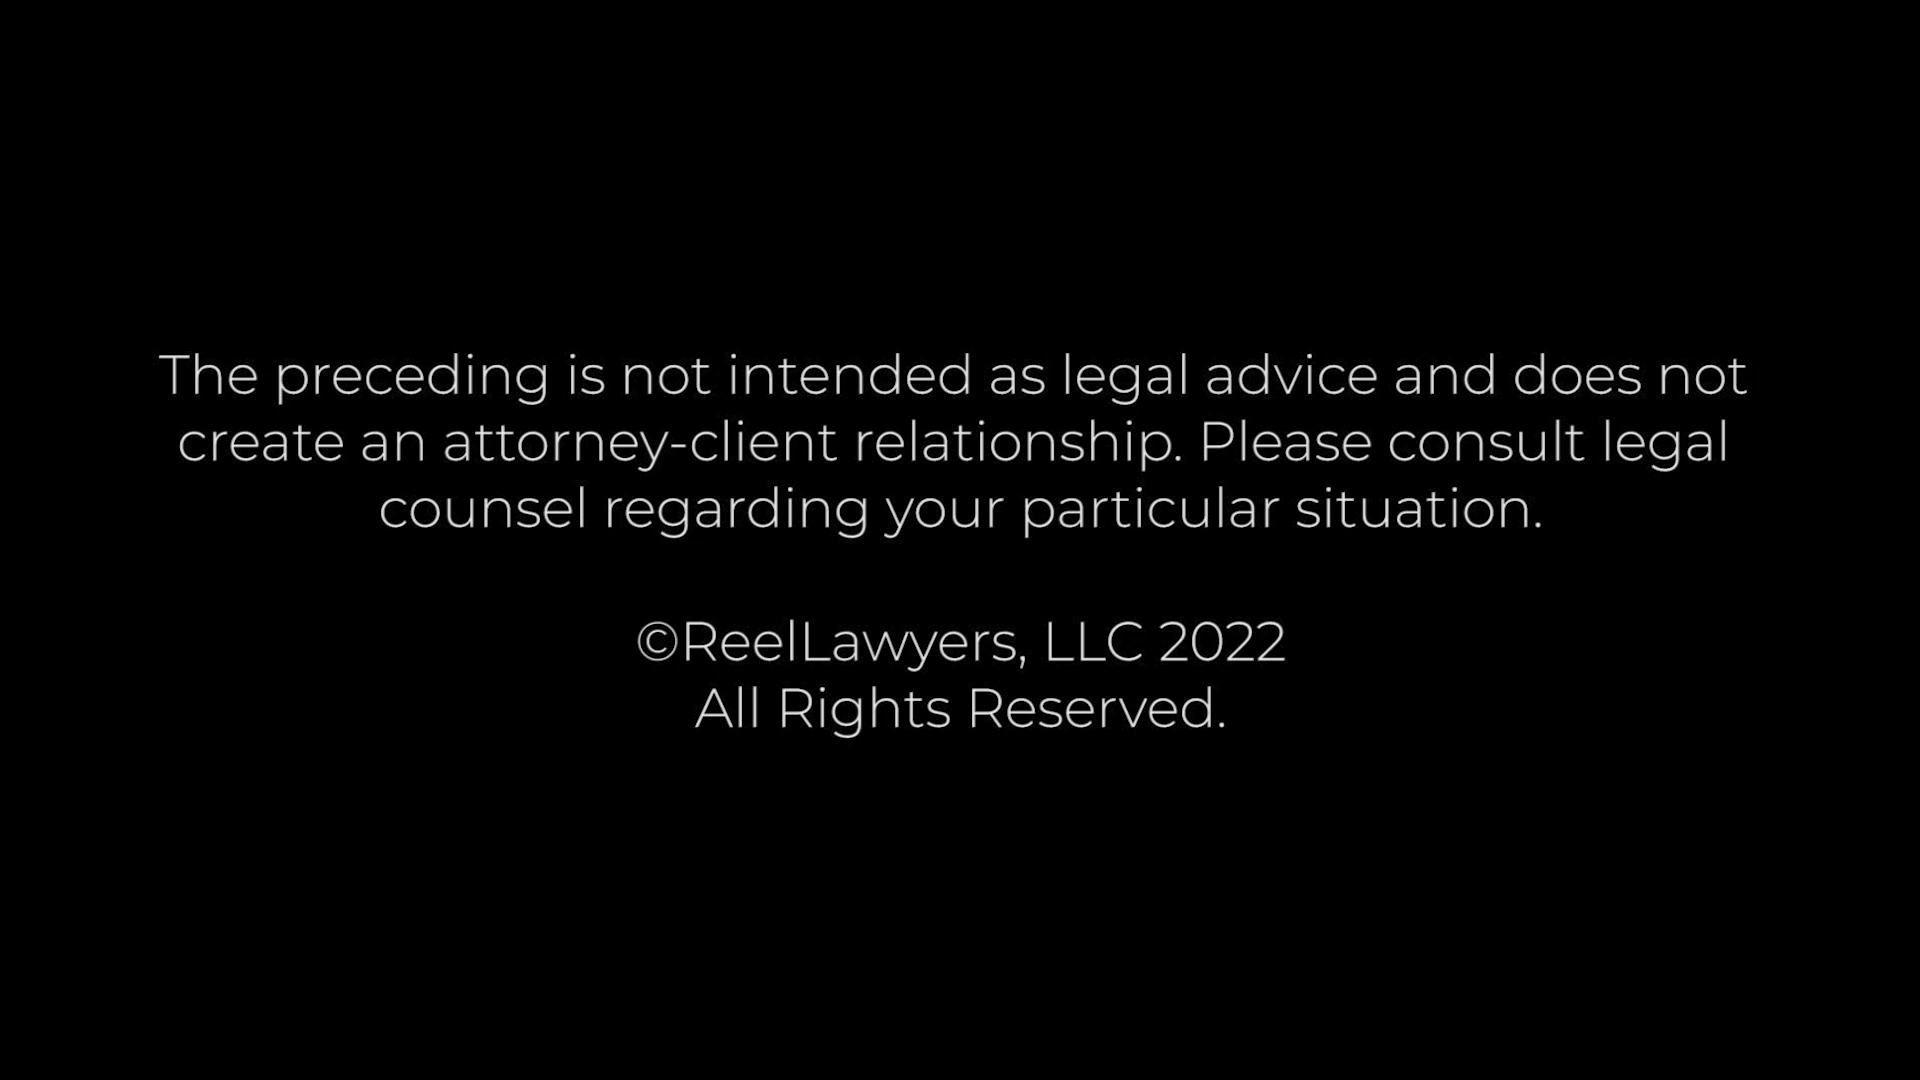 The preceding is not intended as legal advice and does not
create an attorney-client relationship. Please consult legal
counsel regarding your particular situation.
©ReelLawyers, LLC 2022
All Rights Reserved.